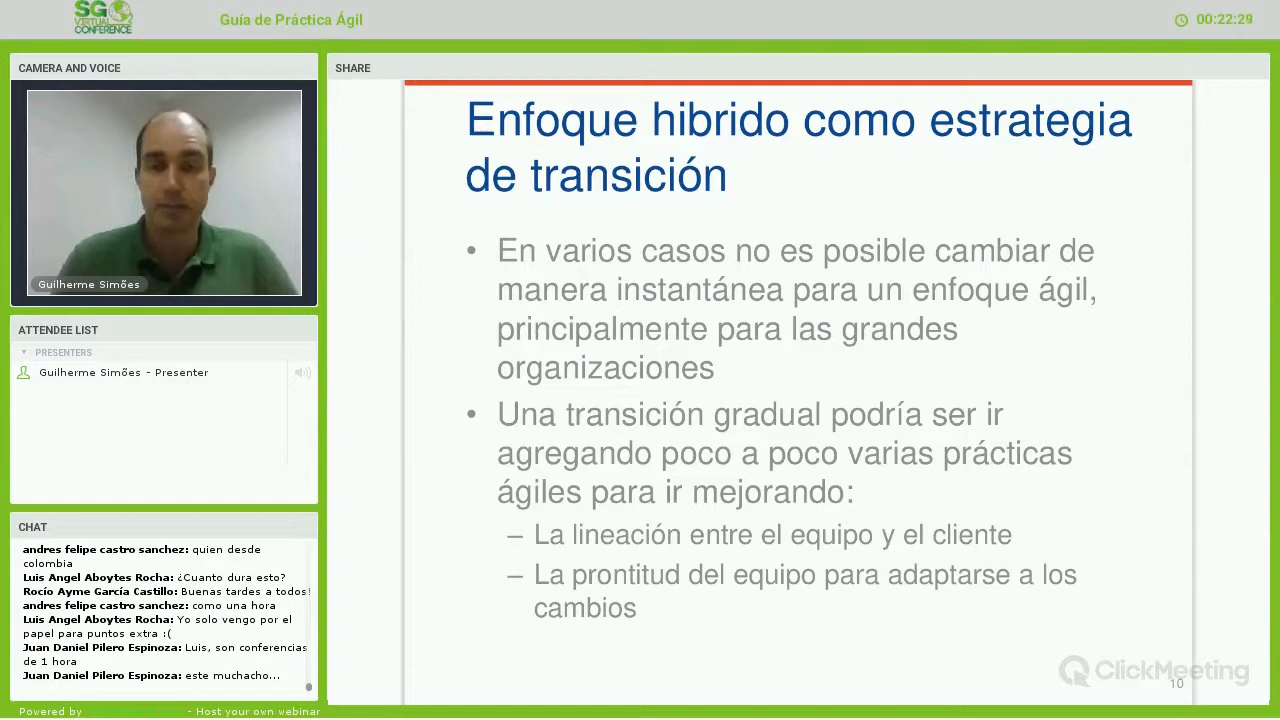 SG
VIRTUAL
CONFERENCE
Guía de Práctica Ágil
00:22:29
CAMERA AND VOICE
Guilherme Simões
ATTENDEE LIST
PRESENTERS
Guilherme Simões - Presenter
CHAT
andres felipe castro sanchez: quien desde
colombia
Luis Angel Aboytes Rocha: ¿Cuanto dura esto?
Rocío Ayme García Castillo: Buenas tardes a todos!
andres felipe castro sanchez: como una hora
Luis Angel Aboytes Rocha: Yo solo vengo por el
papel para puntos extra :(
Juan Daniel Pilero Espinoza: Luis, son conferencias
de 1 hora
Juan Daniel Pilero Espinoza: este muchacho...
Powered by
- Host your own webinar
SHARE
Enfoque hibrido como estrategia
de transición
• En varios casos no es posible cambiar de
manera instantánea para un enfoque ágil,
principalmente para las grandes
organizaciones
• Una transición gradual podría ser ir
agregando poco a poco varias prácticas
ágiles para ir mejorando:
– La lineación entre el equipo y el cliente
– La prontitud del equipo para adaptarse a los
cambios
ClickMeeting
10